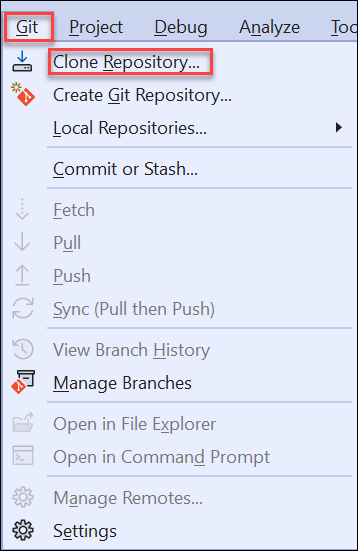 Git Project Debug Analyze Too
Clone Repository...
Create Git Repository...
Local Repositories...
Commit or Stash...
Fetch
Pull
Push
Sync (Pull then Push)
View Branch History
Manage Branches
Open in File Explorer
Open in Command Prompt
Manage Remotes...
Settings